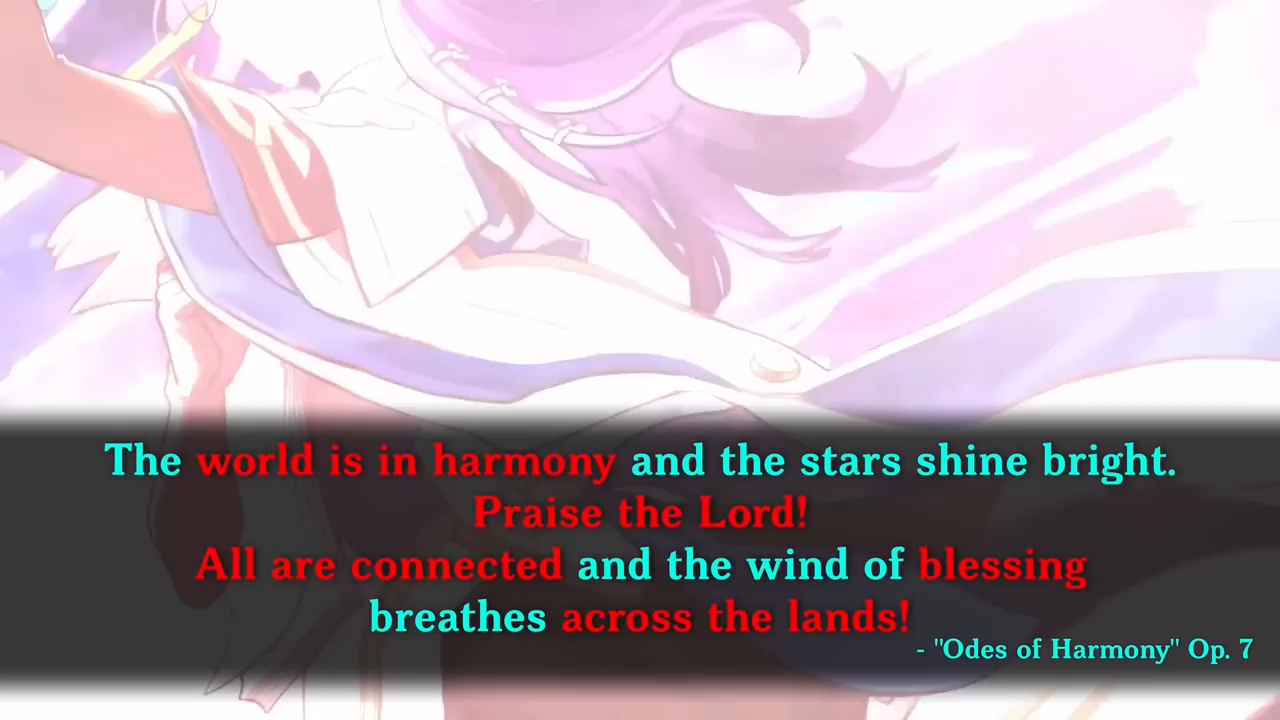 The world is in harmony and the stars shine bright.
Praise the Lord!
All are connected and the wind of blessing
breathes across the lands!
- "Odes of Harmony" Op. 7